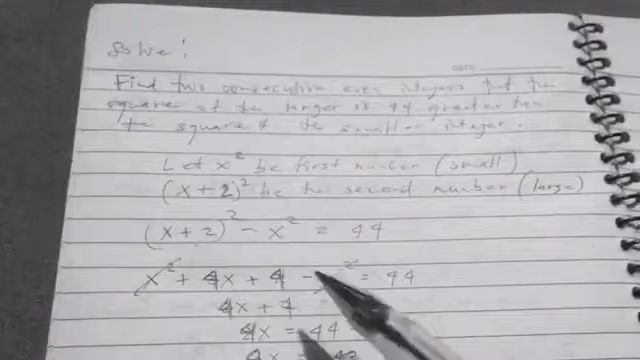 Solve:
DATE
Find two consecutive even integers that the
square of the larger is 44 greater than
the square of the smaller integer.
Let x² be first number (small)
(x+2)² be the second number (large)
(x+2)² - x² = 44
x² + 4x + 4 - x² = 44
4x + 4
4x = 44
4x =